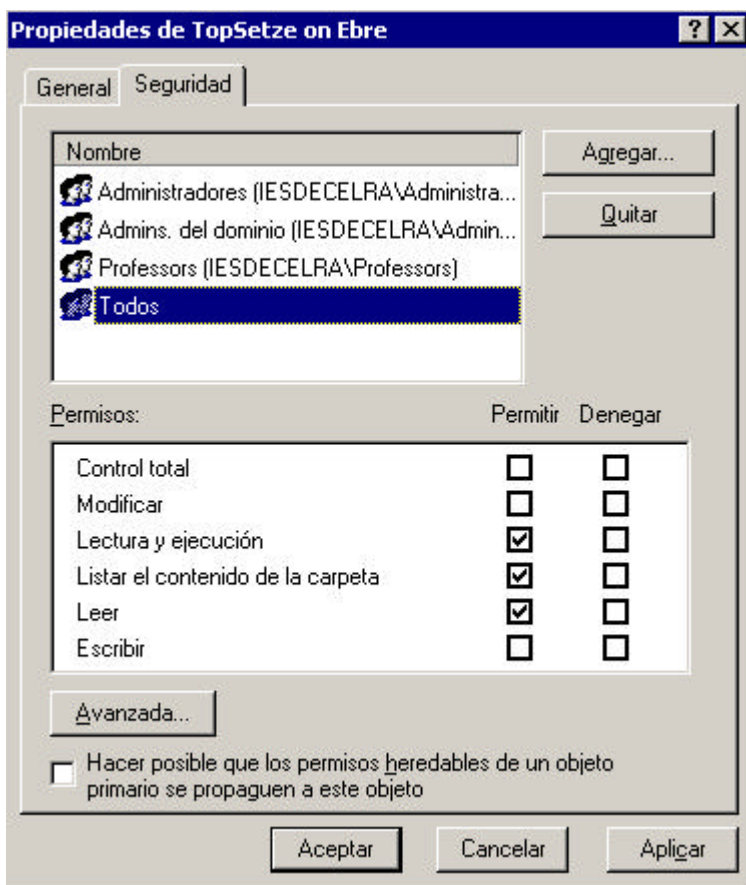 Propiedades de TopSetze on Ebre
General Seguridad
Nombre
Agregar...
Administradores (IESDECELRA\Administra...
Admins. del dominio (IESDECELRA\Admin...
Quitar
Professors (IESDECELRA\Professors)
Todos
Permisos: Permitir Denegar
Control total
Modificar
Lectura y ejecución
Listar el contenido de la carpeta
Leer
Escribir
Avanzada...
Hacer posible que los permisos heredables de un objeto
primario se propaguen a este objeto
Aceptar Cancelar Aplicar